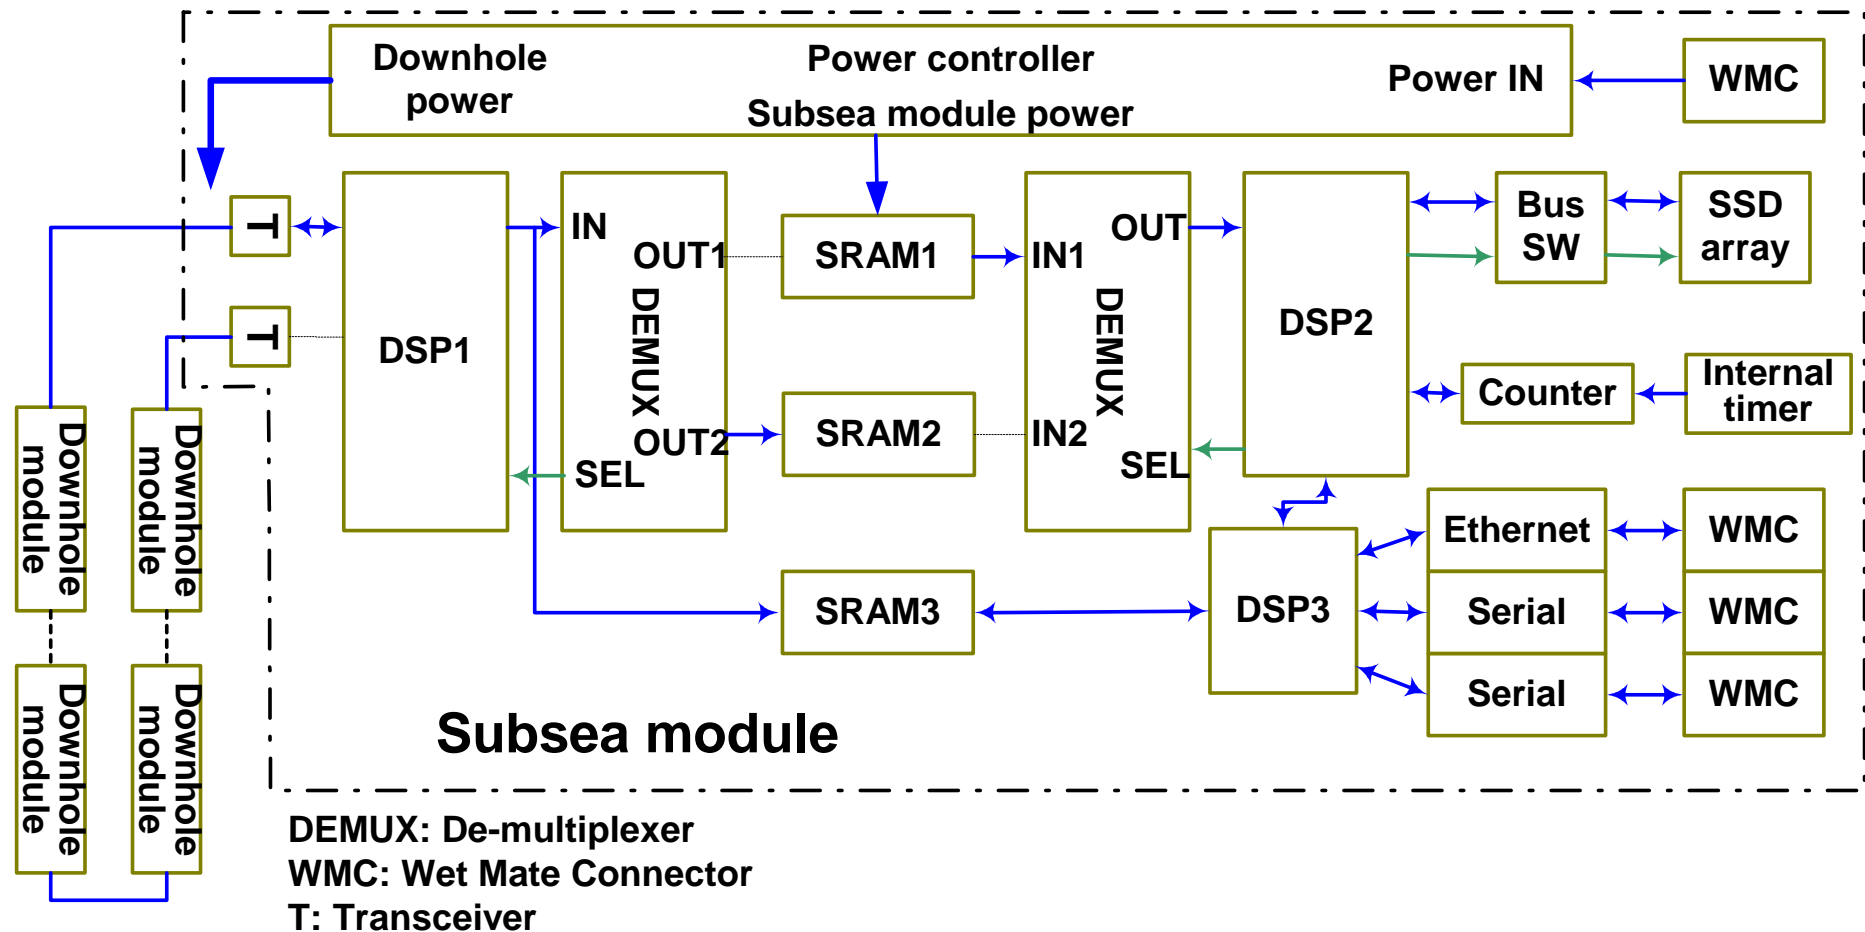 Downhole
power
Power controller
Subsea module power
Power IN
WMC
T
T
DSP1
IN
OUT1
DEMUX
OUT2
SEL
SRAM1
SRAM2
SRAM3
OUT
IN1
DEMUX
IN2
SEL
DSP2
Bus
SW
SSD
array
Counter
Internal
timer
DSP3
Ethernet
WMC
Serial
WMC
Serial
WMC
Downhole
module
Downhole
module
Downhole
module
Downhole
module
Subsea module
DEMUX: De-multiplexer
WMC: Wet Mate Connector
T: Transceiver